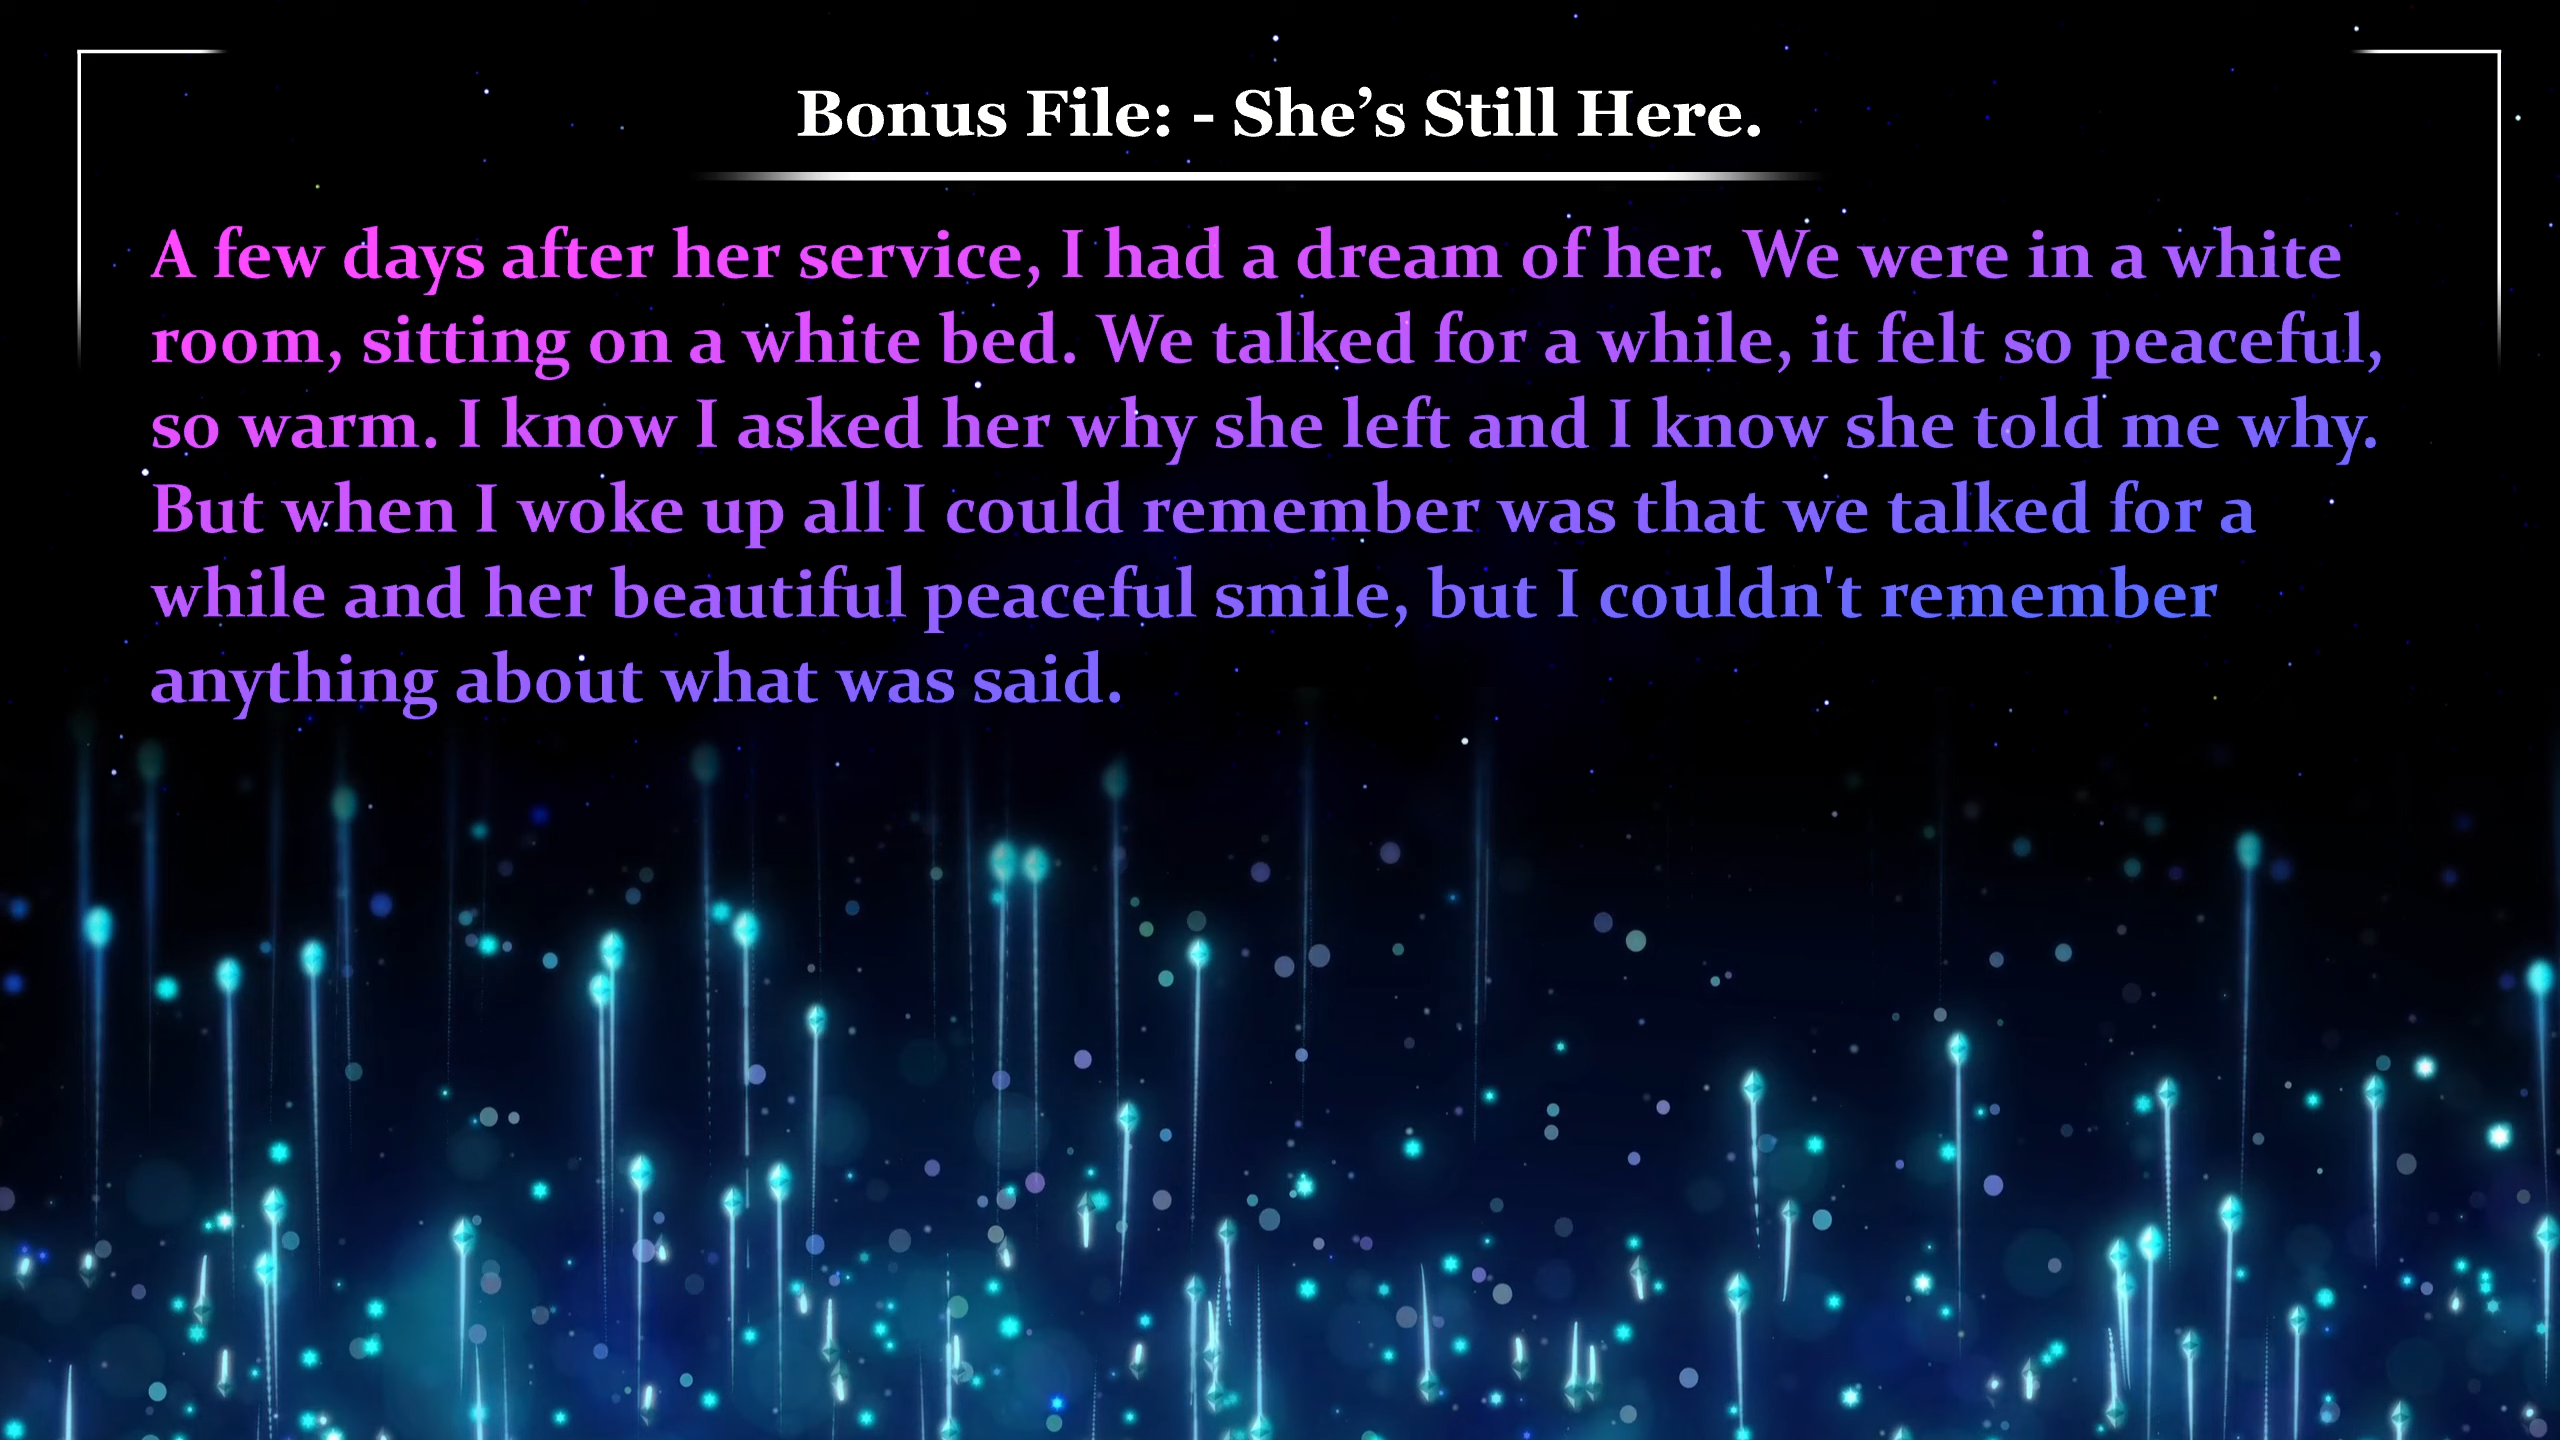 Bonus File: - She’s Still Here.
A few days after her service, I had a dream of her. We were in a white
room, sitting on a white bed. We talked for a while, it felt so peaceful,
so warm. I know I asked her why she left and I know she told me why.
But when I woke up all I could remember was that we talked for a
while and her beautiful peaceful smile, but I couldn't remember
anything about what was said.